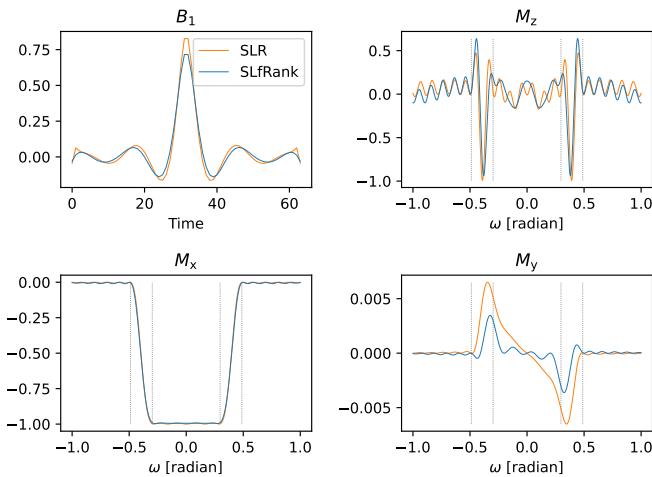 B₁
0.75
0.50
0.25
0.00
0 20 40 60
Time
SLR
SLfRank
M_z
0.5
0.0
−0.5
−1.0
−1.0 −0.5 0.0 0.5 1.0
ω [radian]
M_x
0.00
−0.25
−0.50
−0.75
−1.00
−1.0 −0.5 0.0 0.5 1.0
ω [radian]
M_y
0.005
0.000
−0.005
−1.0 −0.5 0.0 0.5 1.0
ω [radian]